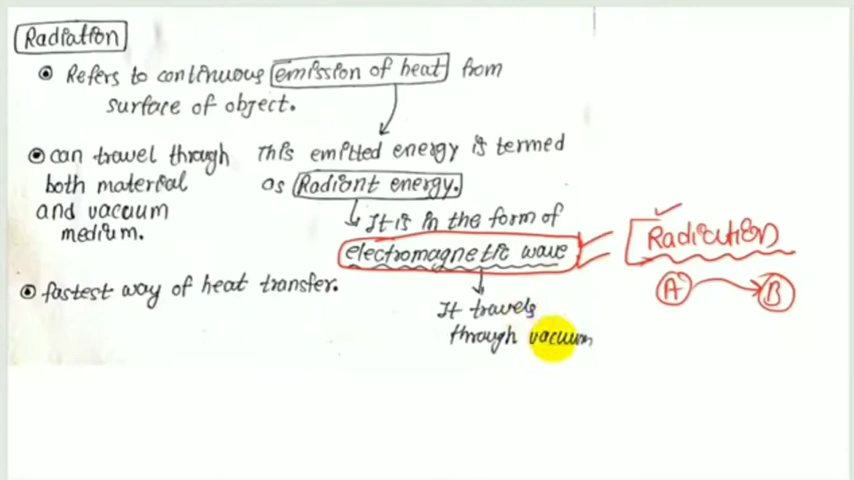 Radiation
Refers to continuous emission of heat from
surface of object.
can travel through
both material
and vacuum
medium.
This emitted energy is termed
as Radiant energy.
It is in the form of
electromagnetic wave
Radiation
A B
fastest way of heat transfer.
It travels
through vacuum